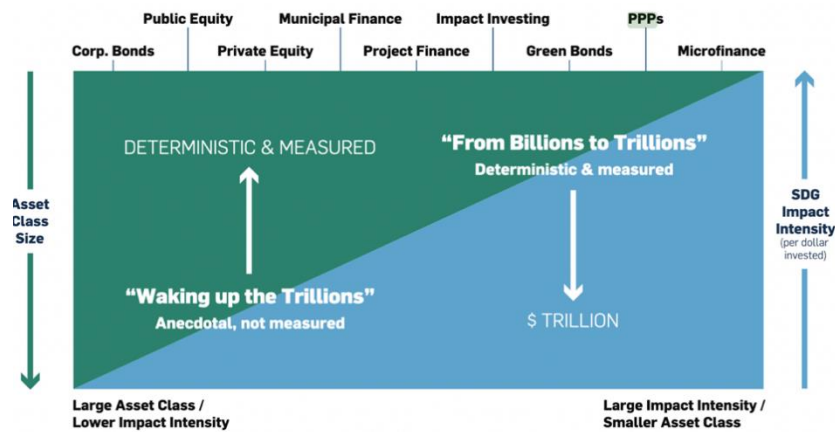 Public Equity
Municipal Finance
Impact Investing
PPPs
Corp. Bonds
Private Equity
Project Finance
Green Bonds
Microfinance
DETERMINISTIC & MEASURED
“From Billions to Trillions”
Deterministic & measured
Asset
Class
Size
SDG
Impact
Intensity
(per dollar
invested)
“Waking up the Trillions”
Anecdotal, not measured
$ TRILLION
Large Asset Class /
Lower Impact Intensity
Large Impact Intensity /
Smaller Asset Class